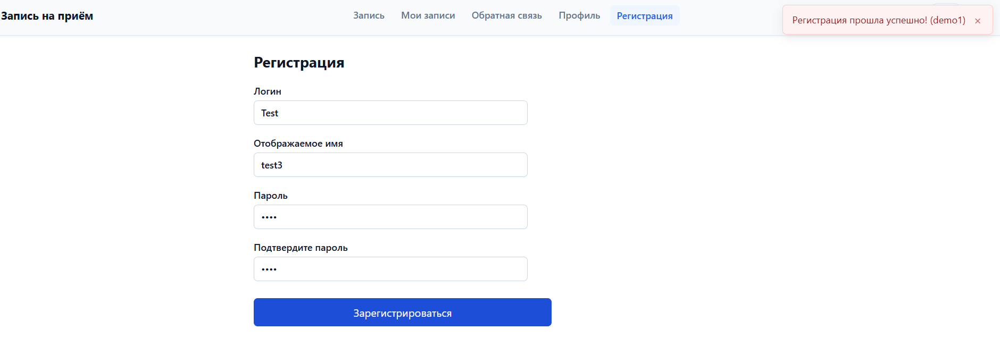 Запись на приём
Запись
Мои записи
Обратная связь
Профиль
Регистрация
Регистрация прошла успешно! (demo1) ×
Регистрация
Логин
Test
Отображаемое имя
test3
Пароль
••••
Подтвердите пароль
••••
Зарегистрироваться